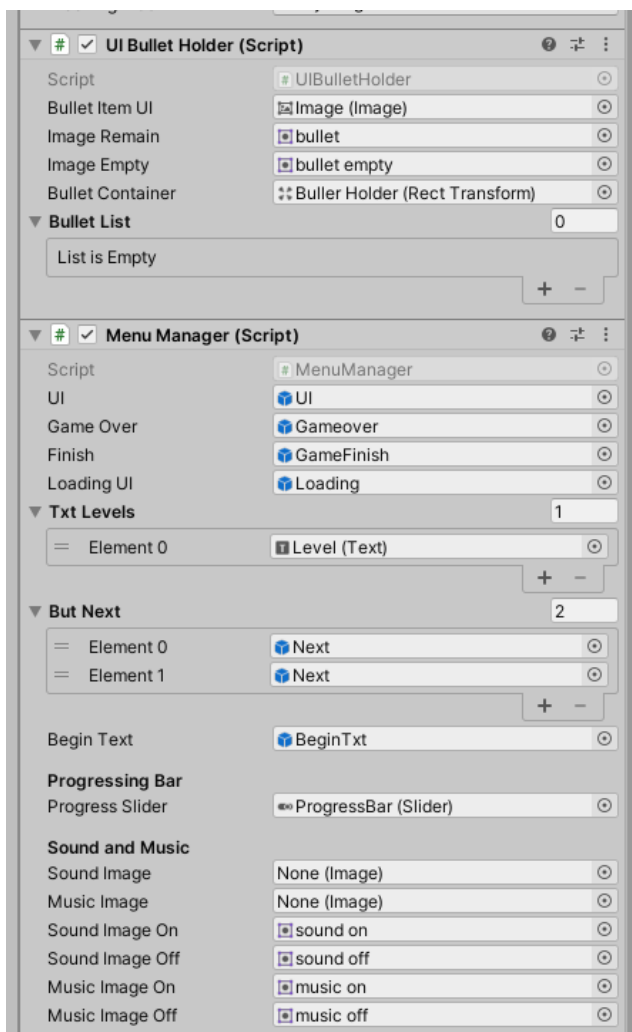 UI Bullet Holder (Script)
Script # UIBulletHolder
Bullet Item UI Image (Image)
Image Remain bullet
Image Empty bullet empty
Bullet Container Buller Holder (Rect Transform)
Bullet List 0
List is Empty
+ −
# Menu Manager (Script)
Script # MenuManager
UI UI
Game Over Gameover
Finish GameFinish
Loading UI Loading
Txt Levels 1
Element 0 Level (Text)
+ −
But Next 2
Element 0 Next
Element 1 Next
+ −
Begin Text BeginTxt
Progressing Bar
Progress Slider ProgressBar (Slider)
Sound and Music
Sound Image None (Image)
Music Image None (Image)
Sound Image On sound on
Sound Image Off sound off
Music Image On music on
Music Image Off music off